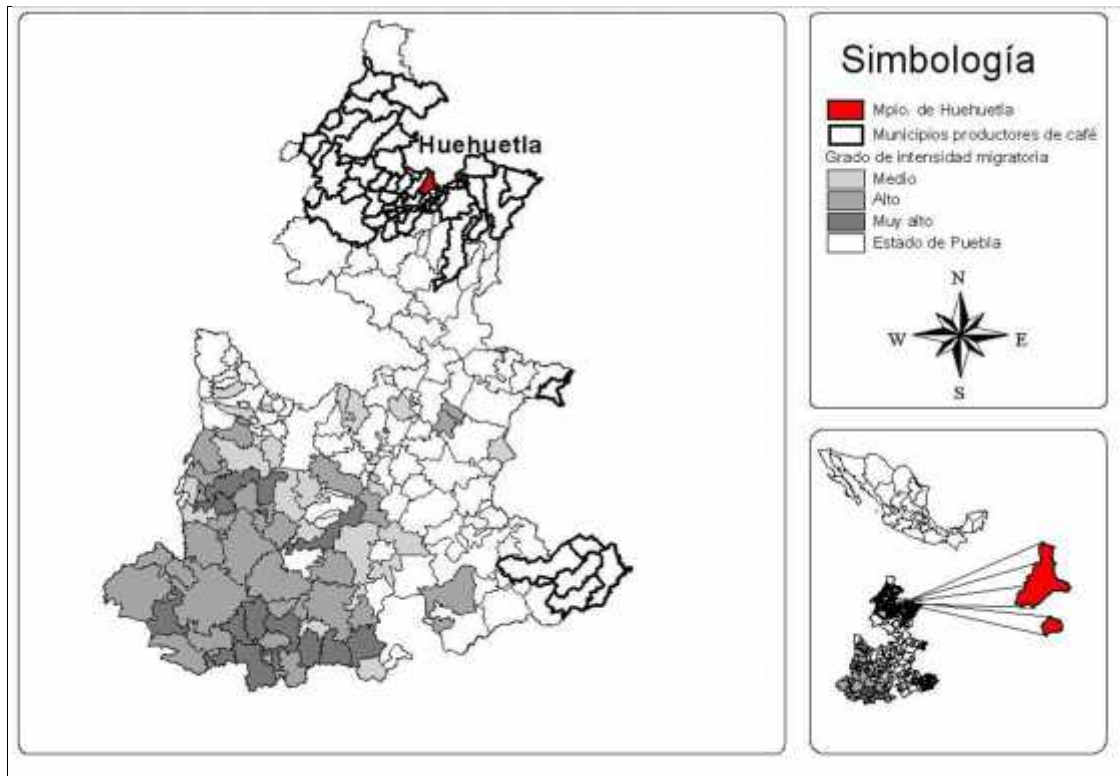 Huehuetla
Simbología
Mpio. de Huehuetla
Municipios productores de café
Grado de intensidad migratoria
Medio
Alto
Muy alto
Estado de Puebla
N
W
E
S